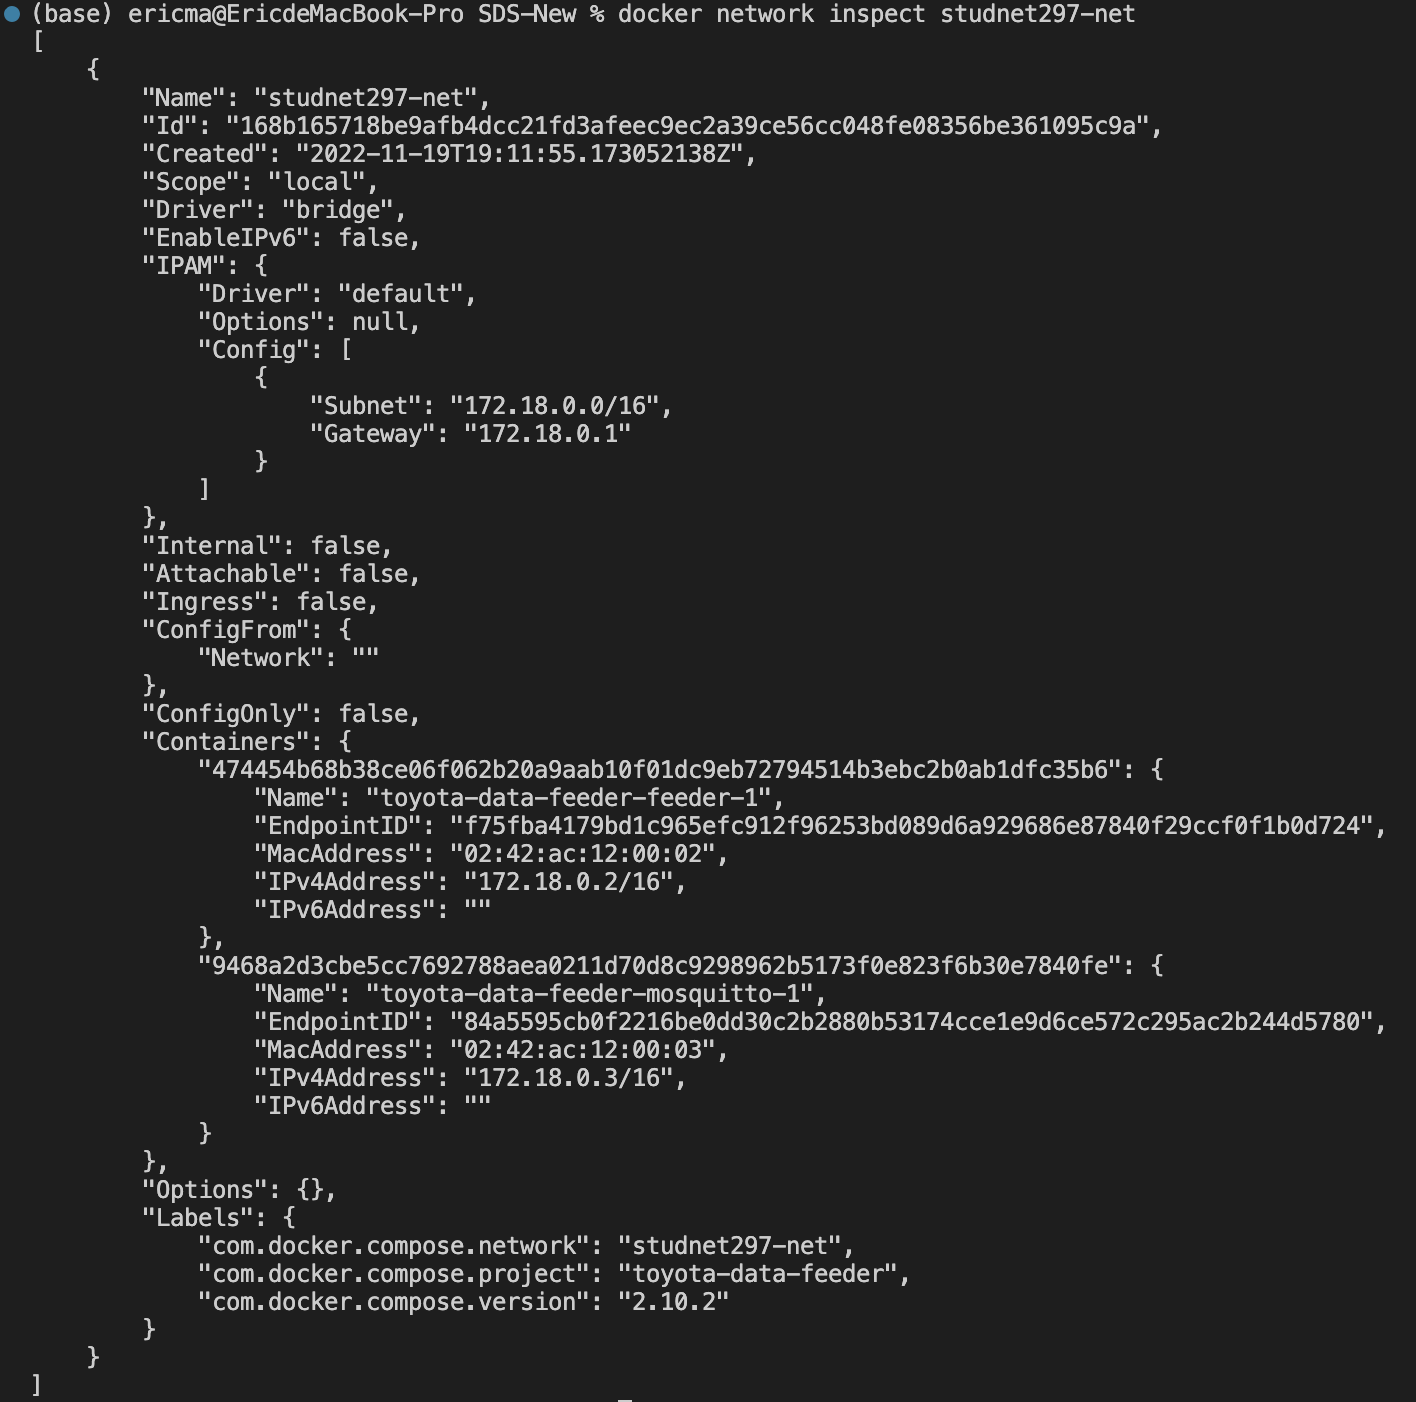 (base) ericma@EricdeMacBook-Pro SDS-New % docker network inspect studnet297-net
[
    {
        "Name": "studnet297-net",
        "Id": "168b165718be9afb4dcc21fd3afeec9ec2a39ce56cc048fe08356be361095c9a",
        "Created": "2022-11-19T19:11:55.173052138Z",
        "Scope": "local",
        "Driver": "bridge",
        "EnableIPv6": false,
        "IPAM": {
            "Driver": "default",
            "Options": null,
            "Config": [
                {
                    "Subnet": "172.18.0.0/16",
                    "Gateway": "172.18.0.1"
                }
            ]
        },
        "Internal": false,
        "Attachable": false,
        "Ingress": false,
        "ConfigFrom": {
            "Network": ""
        },
        "ConfigOnly": false,
        "Containers": {
            "474454b68b38ce06f062b20a9aab10f01dc9eb72794514b3ebc2b0ab1dfc35b6": {
                "Name": "toyota-data-feeder-feeder-1",
                "EndpointID": "f75fba4179bd1c965efc912f96253bd089d6a929686e87840f29ccf0f1b0d724",
                "MacAddress": "02:42:ac:12:00:02",
                "IPv4Address": "172.18.0.2/16",
                "IPv6Address": ""
            },
            "9468a2d3cbe5cc7692788aea0211d70d8c9298962b5173f0e823f6b30e7840fe": {
                "Name": "toyota-data-feeder-mosquitto-1",
                "EndpointID": "84a5595cb0f2216be0dd30c2b2880b53174cce1e9d6ce572c295ac2b244d5780",
                "MacAddress": "02:42:ac:12:00:03",
                "IPv4Address": "172.18.0.3/16",
                "IPv6Address": ""
            }
        },
        "Options": {},
        "Labels": {
            "com.docker.compose.network": "studnet297-net",
            "com.docker.compose.project": "toyota-data-feeder",
            "com.docker.compose.version": "2.10.2"
        }
    }
]